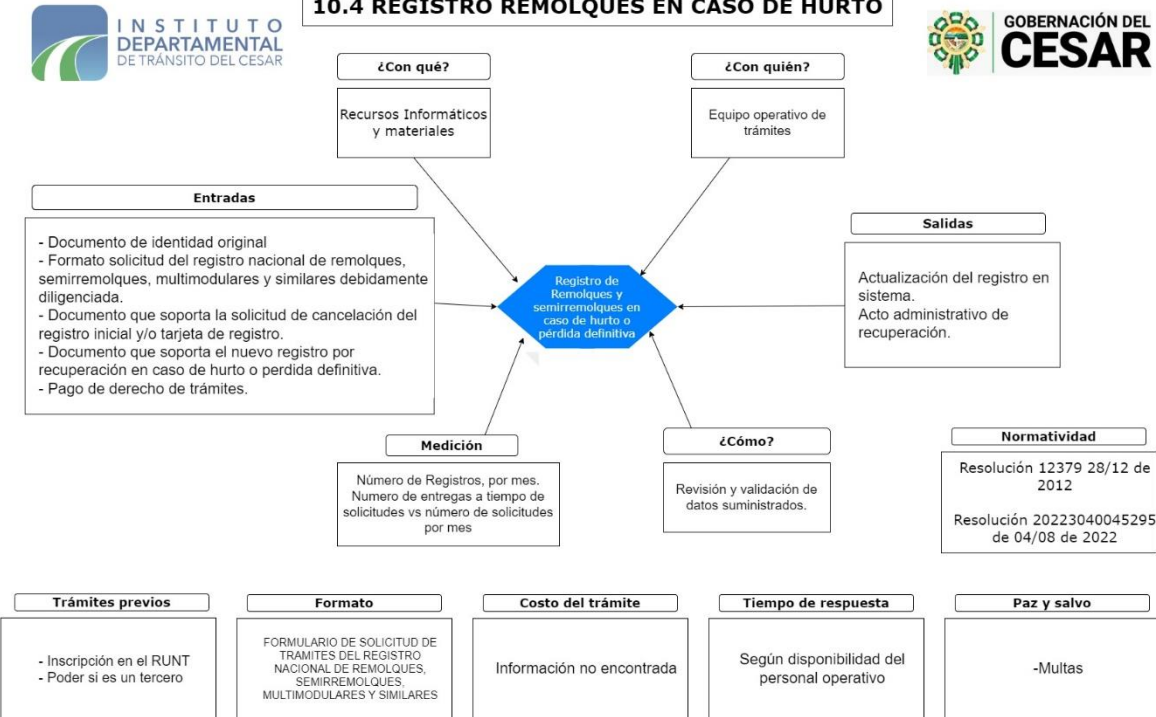 10.4 REGISTRO REMOLQUES EN CASO DE HURTO
INSTITUTO
DEPARTAMENTAL
DE TRÁNSITO DEL CESAR
GOBERNACIÓN DEL
CESAR
¿Con qué?
Recursos Informáticos
y materiales
¿Con quién?
Equipo operativo de
trámites
Entradas
- Documento de identidad original
- Formato solicitud del registro nacional de remolques,
semirremolques, multimodulares y similares debidamente
diligenciada.
- Documento que soporta la solicitud de cancelación del
registro inicial y/o tarjeta de registro.
- Documento que soporta el nuevo registro por
recuperación en caso de hurto o perdida definitiva.
- Pago de derecho de trámites.
Registro de
Remolques y
semirremolques en
caso de hurto o
pérdida definitiva
Salidas
Actualización del registro en
sistema.
Acto administrativo de
recuperación.
Medición
Número de Registros, por mes.
Numero de entregas a tiempo de
solicitudes vs número de solicitudes
por mes
¿Cómo?
Revisión y validación de
datos suministrados.
Normatividad
Resolución 12379 28/12 de
2012
Resolución 20223040045295
de 04/08 de 2022
Trámites previos
- Inscripción en el RUNT
- Poder si es un tercero
Formato
FORMULARIO DE SOLICITUD DE
TRAMITES DEL REGISTRO
NACIONAL DE REMOLQUES,
SEMIRREMOLQUES,
MULTIMODULARES Y SIMILARES
Costo del trámite
Información no encontrada
Tiempo de respuesta
Según disponibilidad del
personal operativo
Paz y salvo
-Multas